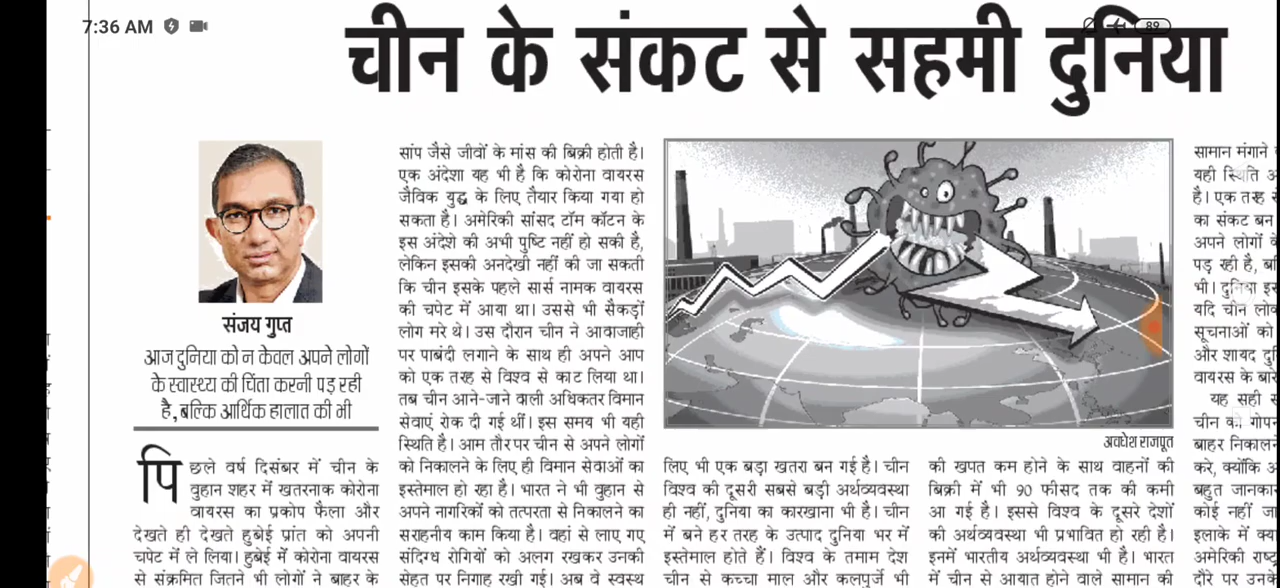 7:36 AM
89
चीन के संकट से सहमी दुनिया
संजय गुप्त
आज दुनिया को न केवल अपने लोगों
के स्वास्थ्य की चिंता करनी पड़ रही
है, बल्कि आर्थिक हालात की भी
पिछले वर्ष दिसंबर में चीन के
वुहान शहर में खतरनाक कोरोना
वायरस का प्रकोप फैला और
देखते ही देखते हुबेई प्रांत को अपनी
चपेट में ले लिया। हुबेई में कोरोना वायरस
से संक्रमित जितने भी लोगों ने बाहर के
सांप जैसे जीवों के मांस की बिक्री होती है।
एक अंदेशा यह भी है कि कोरोना वायरस
जैविक युद्ध के लिए तैयार किया गया हो
सकता है। अमेरिकी सांसद टॉम कॉटन के
इस अंदेशे की अभी पुष्टि नहीं हो सकी है,
लेकिन इसकी अनदेखी नहीं की जा सकती
कि चीन इसके पहले सार्स नामक वायरस
की चपेट में आया था। उससे भी सैकड़ों
लोग मरे थे। उस दौरान चीन ने आवाजाही
पर पाबंदी लगाने के साथ ही अपने आप
को एक तरह से विश्व से काट लिया था।
तब चीन आने-जाने वाली अधिकतर विमान
सेवाएं रोक दी गई थीं। इस समय भी यही
स्थिति है। आम तौर पर चीन से अपने लोगों
को निकालने के लिए ही विमान सेवाओं का
इस्तेमाल हो रहा है। भारत ने भी वुहान से
अपने नागरिकों को तत्परता से निकालने का
सराहनीय काम किया है। वहां से लाए गए
संदिग्ध रोगियों को अलग रखकर उनकी
सेहत पर निगाह रखी गई। अब वे स्वस्थ
अवधेश राजपूत
लिए भी एक बड़ा खतरा बन गई है। चीन
विश्व की दूसरी सबसे बड़ी अर्थव्यवस्था
ही नहीं, दुनिया का कारखाना भी है। चीन
में बने हर तरह के उत्पाद दुनिया भर में
इस्तेमाल होते हैं। विश्व के तमाम देश
चीन से कच्चा माल और कलपुर्जे भी
की खपत कम होने के साथ वाहनों की
बिक्री में भी 90 फीसद तक की कमी
आ गई है। इससे विश्व के दूसरे देशों
की अर्थव्यवस्था भी प्रभावित हो रही है।
इनमें भारतीय अर्थव्यवस्था भी है। भारत
में चीन से आयात होने वाले सामान की
सामान मंगाने
यही स्थिति
है। एक तरह
का संकट बन
अपने लोगों
पड़ रही है,
भी। दुनिया
यदि चीन
सूचनाओं को
और शायद
वायरस के
यह सही
चीन की
बाहर
करे, क्योंकि
बहुत
कोई नहीं
इलाके में
अमेरिकी
दौरे पर